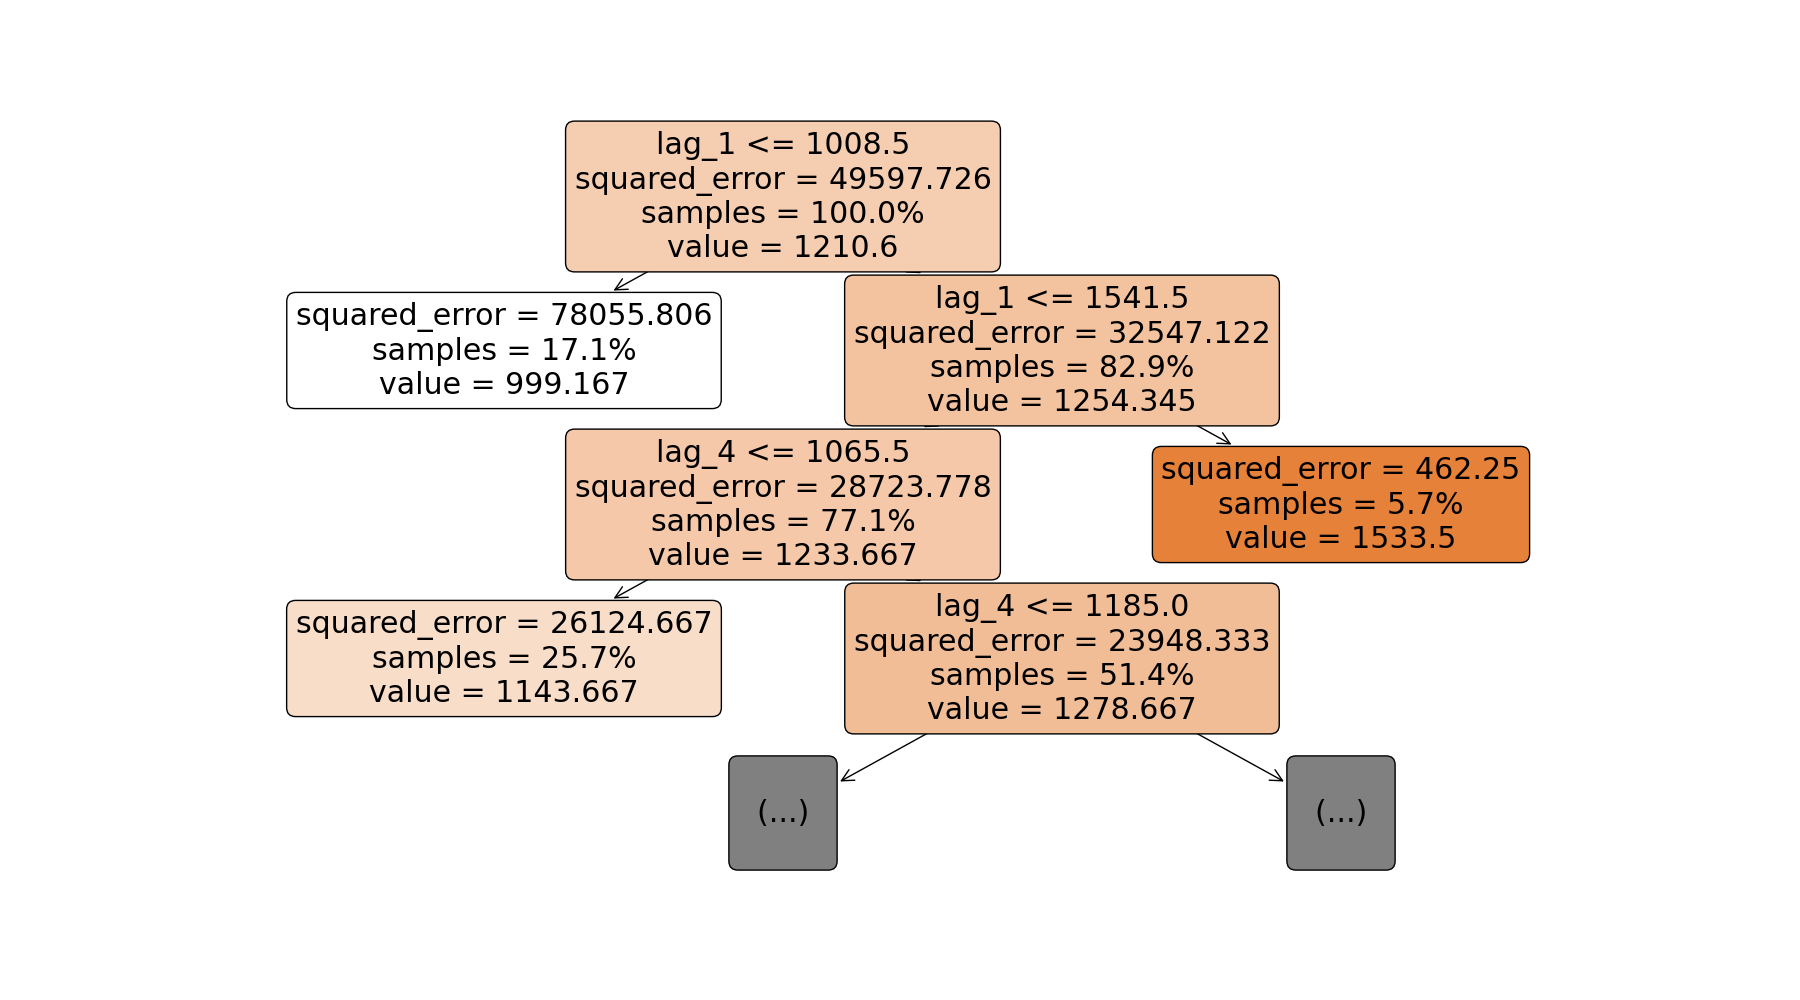 lag_1 <= 1008.5
squared_error = 49597.726
samples = 100.0%
value = 1210.6
squared_error = 78055.806
samples = 17.1%
value = 999.167
lag_1 <= 1541.5
squared_error = 32547.122
samples = 82.9%
value = 1254.345
lag_4 <= 1065.5
squared_error = 28723.778
samples = 77.1%
value = 1233.667
squared_error = 462.25
samples = 5.7%
value = 1533.5
squared_error = 26124.667
samples = 25.7%
value = 1143.667
lag_4 <= 1185.0
squared_error = 23948.333
samples = 51.4%
value = 1278.667
(...)
(...)